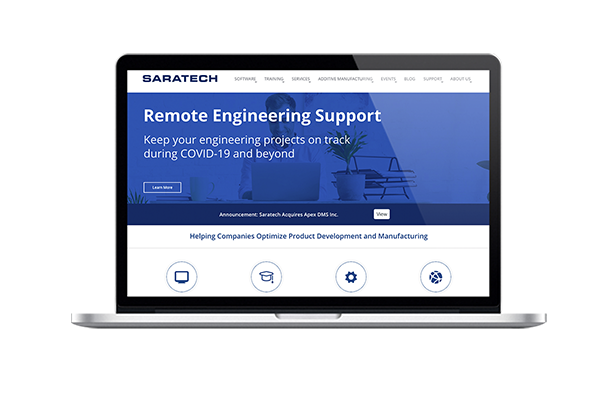 SARATECH
SOFTWARE TRAINING SERVICES ADDITIVE MANUFACTURING EVENTS BLOG SUPPORT ABOUT US
Remote Engineering Support
Keep your engineering projects on track
during COVID-19 and beyond
Learn More
Announcement: Saratech Acquires Apex DMS Inc. View
Helping Companies Optimize Product Development and Manufacturing